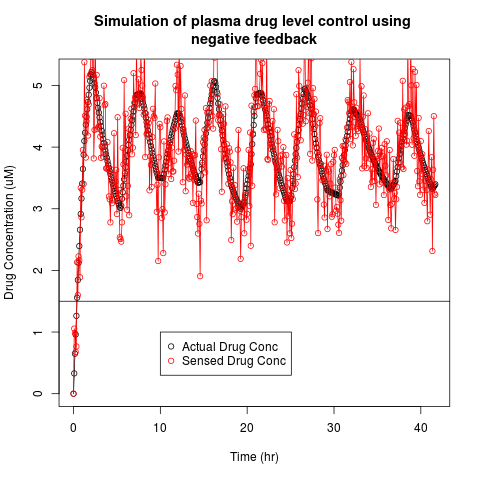 Simulation of plasma drug level control using
negative feedback
Drug Concentration (uM)
5
4
3
2
1
0
Actual Drug Conc
Sensed Drug Conc
0 10 20 30 40
Time (hr)